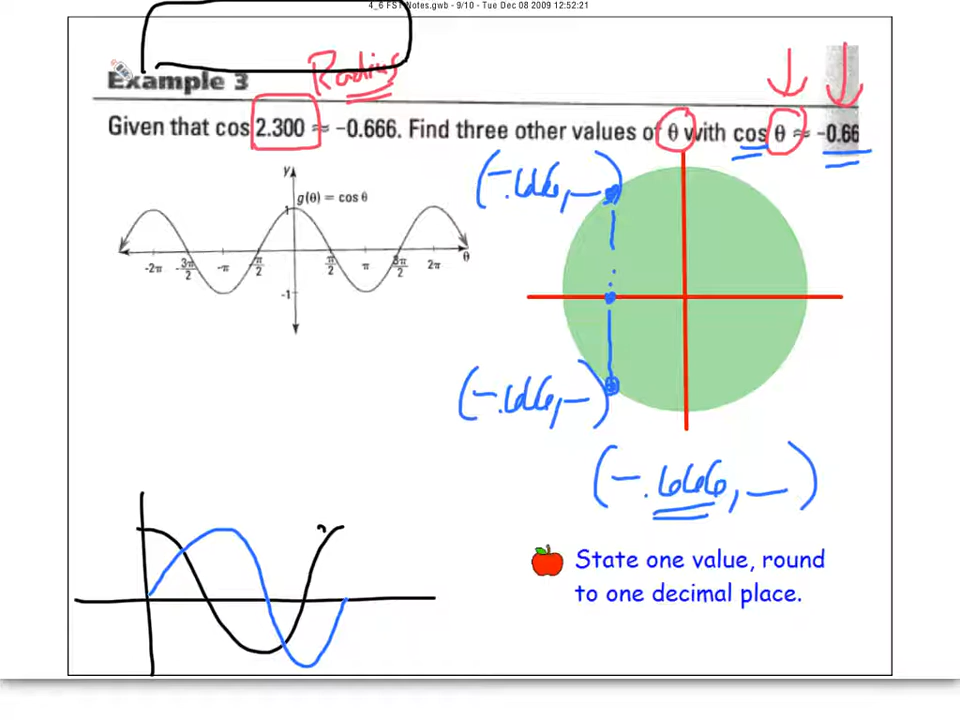 4_6 FST Notes.gwb - 9/10 - Tue Dec 08 2009 12:52:21
Radius
Example 3
Given that cos 2.300 ≈ -0.666. Find three other values of θ with cos θ ≈ -0.66
(-.666, _)
y
g(θ) = cos θ
1
-2π -3π/2 -π π/2 π/2 π 3π/2 2π θ
-1
(-.666, _)
(-.666, _)
State one value, round
to one decimal place.